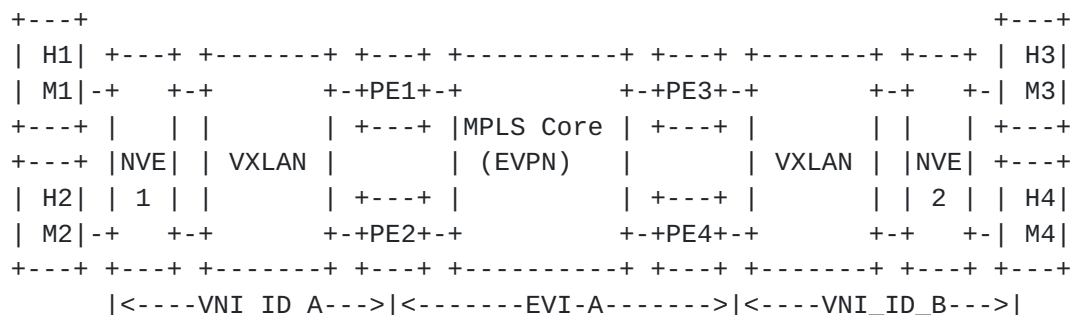 +---+                                                           +---+
| H1| +---+ +-------+ +---+ +----------+ +---+ +-------+ +---+ | H3|
| M1|-+   +-+       +-+PE1+-+          +-+PE3+-+       +-+   +-| M3|
+---+ |   | |       | +---+ |MPLS Core | +---+ |       | |   | +---+
+---+ |NVE| | VXLAN |       | (EVPN)   |       | VXLAN | |NVE| +---+
| H2| | 1 | |       | +---+ |          | +---+ |       | | 2 | | H4|
| M2|-+   +-+       +-+PE2+-+          +-+PE4+-+       +-+   +-| M4|
+---+ +---+ +-------+ +---+ +----------+ +---+ +-------+ +---+ +---+
|<----VNI ID A--->|<-------EVI-A------->|<----VNI_ID_B--->|